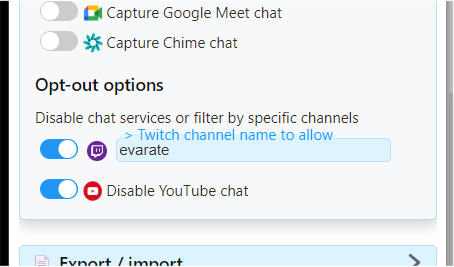 Capture Google Meet chat
Capture Chime chat
Opt-out options
Disable chat services or filter by specific channels
> Twitch channel name to allow
evarate
Disable YouTube chat
Export / import